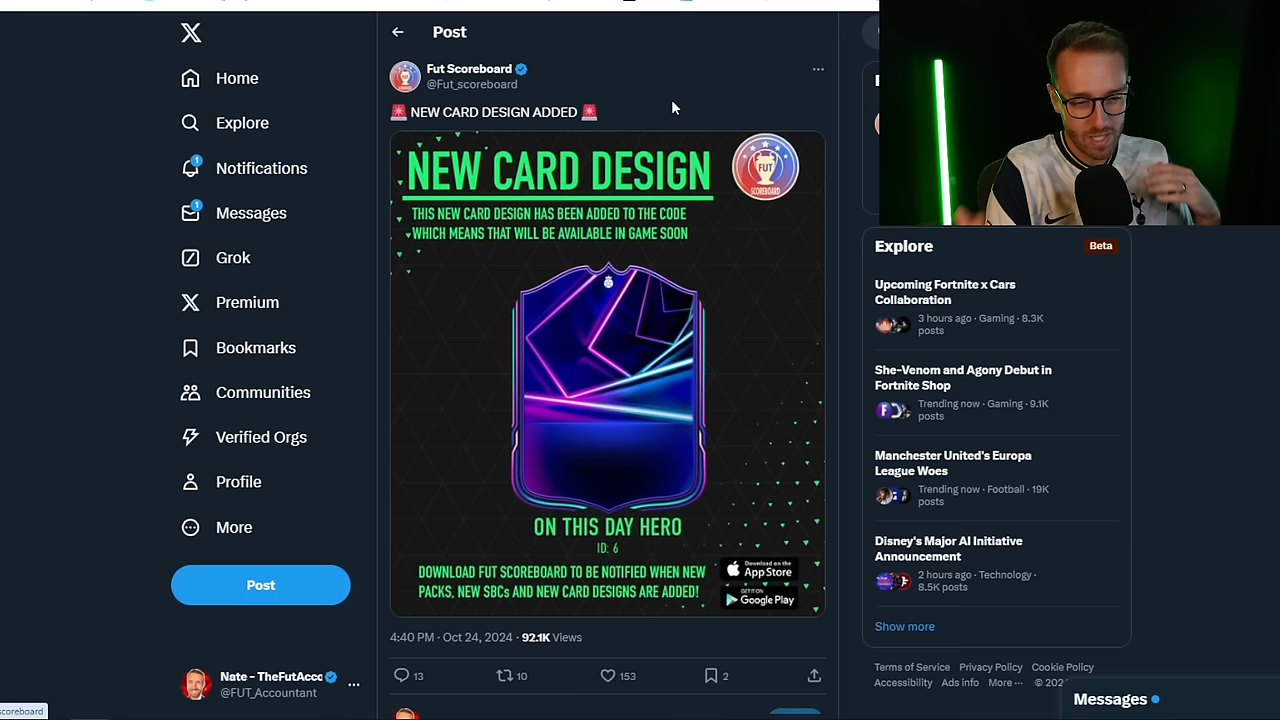 Post
Home
Explore
Notifications
1
Messages
1
Grok
Premium
Bookmarks
Communities
Verified Orgs
Profile
More
Post
Nate - TheFutAccc
@FUT_Accountant
scoreboard
Fut Scoreboard
@Fut_scoreboard
🚨 NEW CARD DESIGN ADDED 🚨
NEW CARD DESIGN
FUT
SCOREBOARD
THIS NEW CARD DESIGN HAS BEEN ADDED TO THE CODE
WHICH MEANS THAT WILL BE AVAILABLE IN GAME SOON
ON THIS DAY HERO
ID: 6
DOWNLOAD FUT SCOREBOARD TO BE NOTIFIED WHEN NEW
PACKS, NEW SBCs AND NEW CARD DESIGNS ARE ADDED!
Download on the
App Store
GET IT ON
Google Play
4:40 PM · Oct 24, 2024 · 92.1K Views
13
10
153
2
Explore
Beta
Upcoming Fortnite x Cars
Collaboration
3 hours ago · Gaming · 8.3K
posts
She-Venom and Agony Debut in
Fortnite Shop
Trending now · Gaming · 9.1K
posts
Manchester United's Europa
League Woes
Trending now · Football · 19K
posts
Disney's Major AI Initiative
Announcement
2 hours ago · Technology ·
8.5K posts
Show more
Terms of Service Privacy Policy Cookie Policy
Accessibility Ads info More ··· © 202
Messages